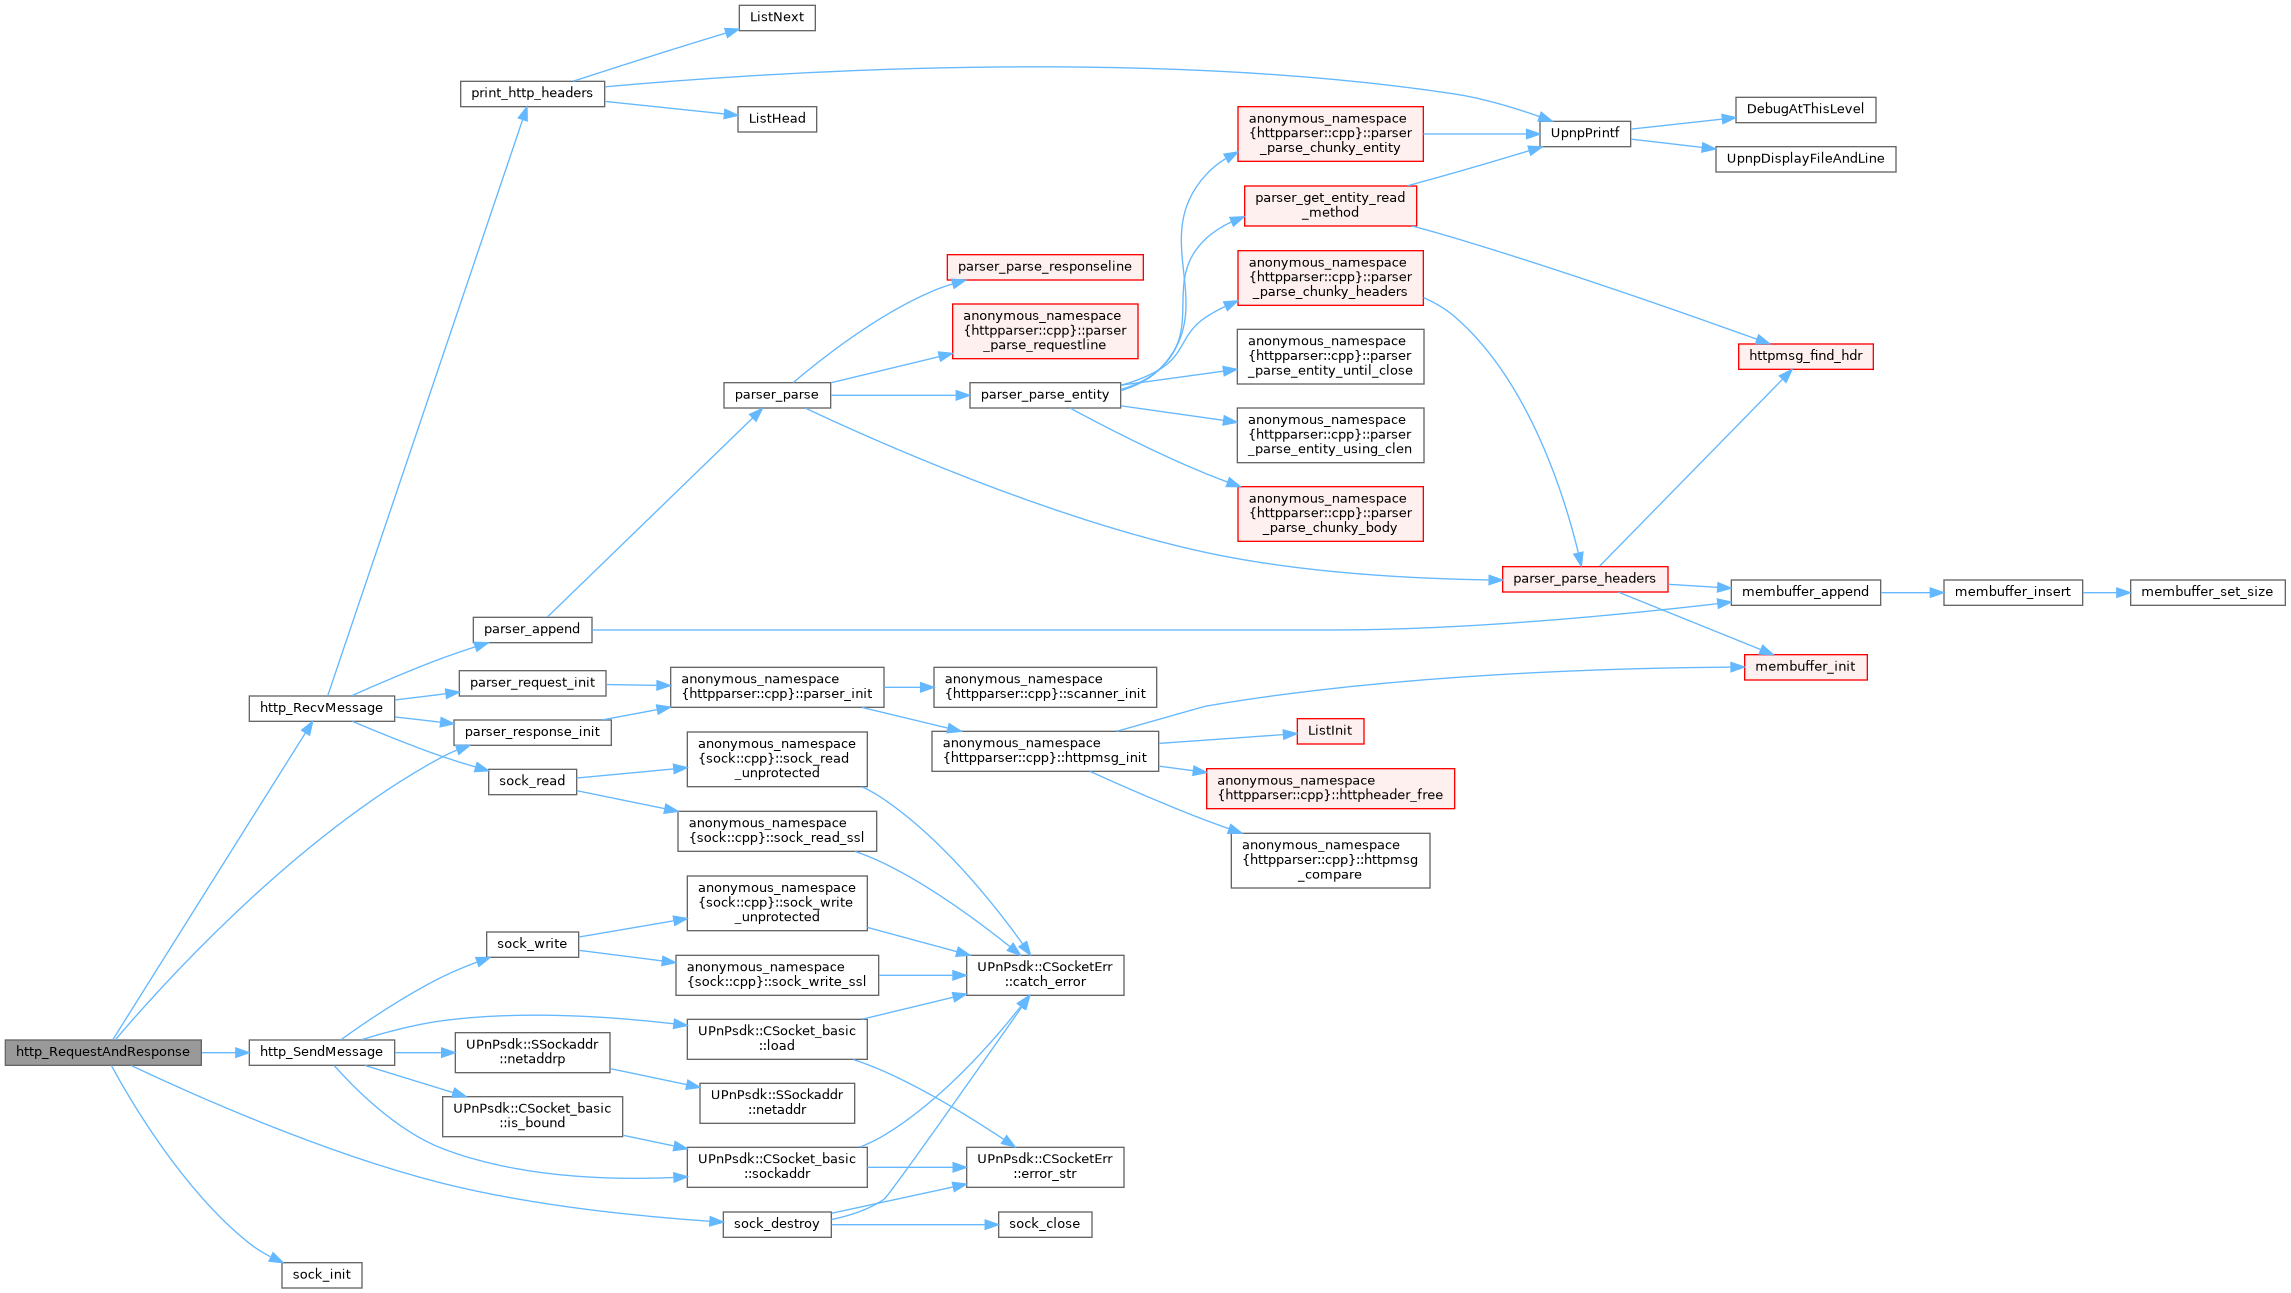 ListNext
print_http_headers
ListHead
DebugAtThisLevel
anonymous_namespace
{httpparser::cpp}::parser
_parse_chunky_entity
UpnpPrintf
UpnpDisplayFileAndLine
parser_get_entity_read
_method
parser_parse_responseline
anonymous_namespace
{httpparser::cpp}::parser
_parse_chunky_headers
anonymous_namespace
{httpparser::cpp}::parser
_parse_requestline
anonymous_namespace
{httpparser::cpp}::parser
_parse_entity_until_close
httpmsg_find_hdr
parser_parse
parser_parse_entity
anonymous_namespace
{httpparser::cpp}::parser
_parse_entity_using_clen
anonymous_namespace
{httpparser::cpp}::parser
_parse_chunky_body
parser_parse_headers
membuffer_append
membuffer_insert
membuffer_set_size
parser_append
membuffer_init
parser_request_init
anonymous_namespace
{httpparser::cpp}::parser_init
anonymous_namespace
{httpparser::cpp}::scanner_init
http_RecvMessage
parser_response_init
ListInit
anonymous_namespace
{httpparser::cpp}::httpmsg_init
anonymous_namespace
{sock::cpp}::sock_read
_unprotected
sock_read
anonymous_namespace
{httpparser::cpp}::httpheader_free
anonymous_namespace
{sock::cpp}::sock_read_ssl
anonymous_namespace
{httpparser::cpp}::httpmsg
_compare
anonymous_namespace
{sock::cpp}::sock_write
_unprotected
sock_write
anonymous_namespace
{sock::cpp}::sock_write_ssl
UPnPsdk::CSocketErr
::catch_error
UPnPsdk::CSocket_basic
::load
http_RequestAndResponse
http_SendMessage
UPnPsdk::SSockaddr
::netaddrp
UPnPsdk::SSockaddr
::netaddr
UPnPsdk::CSocket_basic
::is_bound
UPnPsdk::CSocket_basic
::sockaddr
UPnPsdk::CSocketErr
::error_str
sock_destroy
sock_close
sock_init